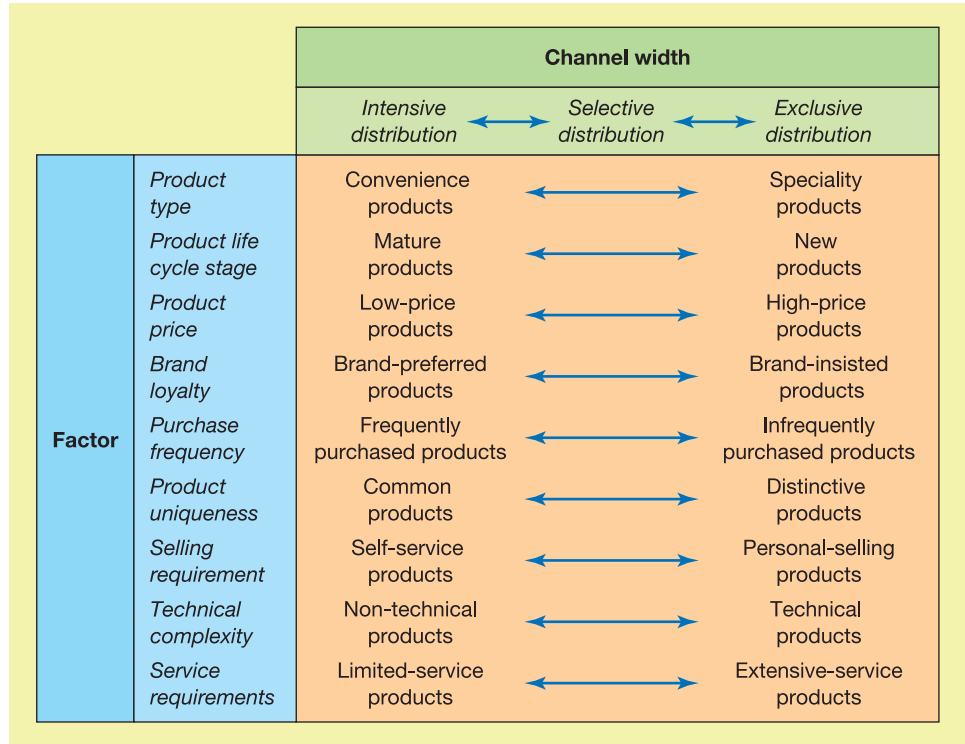 Channel width
Intensive Selective Exclusive
distribution distribution distribution
Product Convenience Speciality
type products products
Product life Mature New
cycle stage products products
Product Low-price High-price
price products products
Brand Brand-preferred Brand-insisted
loyalty products products
Factor
Purchase Frequently Infrequently
frequency purchased products purchased products
Product Common Distinctive
uniqueness products products
Selling Self-service Personal-selling
requirement products products
Technical Non-technical Technical
complexity products products
Service Limited-service Extensive-service
requirements products products